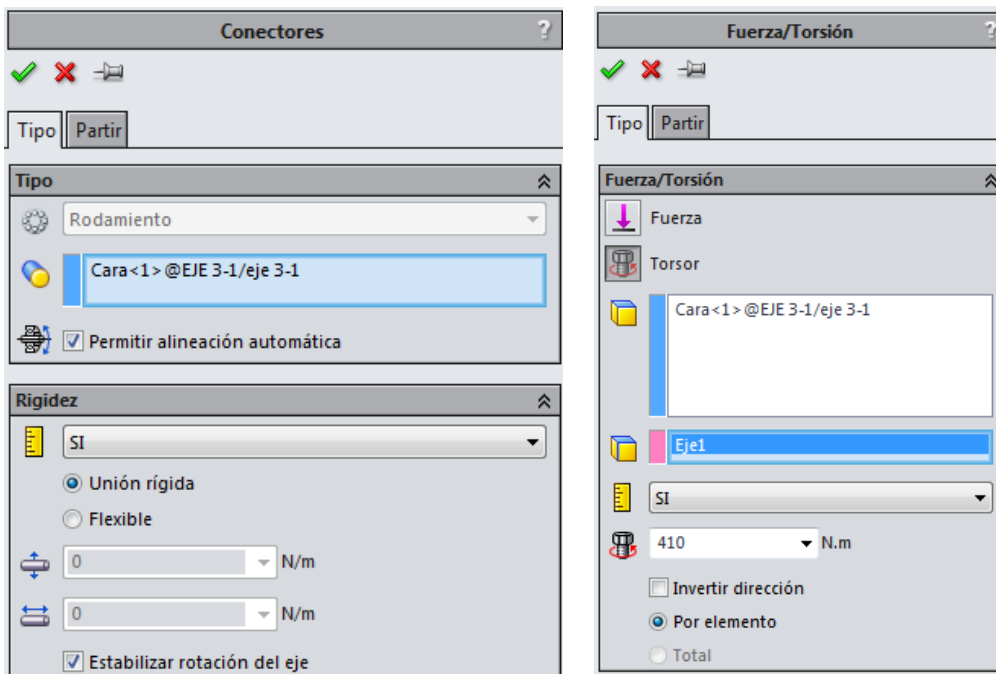 Conectores
?
Tipo
Partir
Tipo
Rodamiento
Cara<1>@EJE 3-1/eje 3-1
Permitir alineación automática
Rigidez
SI
Unión rígida
Flexible
0
N/m
0
N/m
Estabilizar rotación del eje
Fuerza/Torsión
?
Tipo
Partir
Fuerza/Torsión
Fuerza
Torsor
Cara<1>@EJE 3-1/eje 3-1
Eje1
SI
410
N.m
Invertir dirección
Por elemento
Total